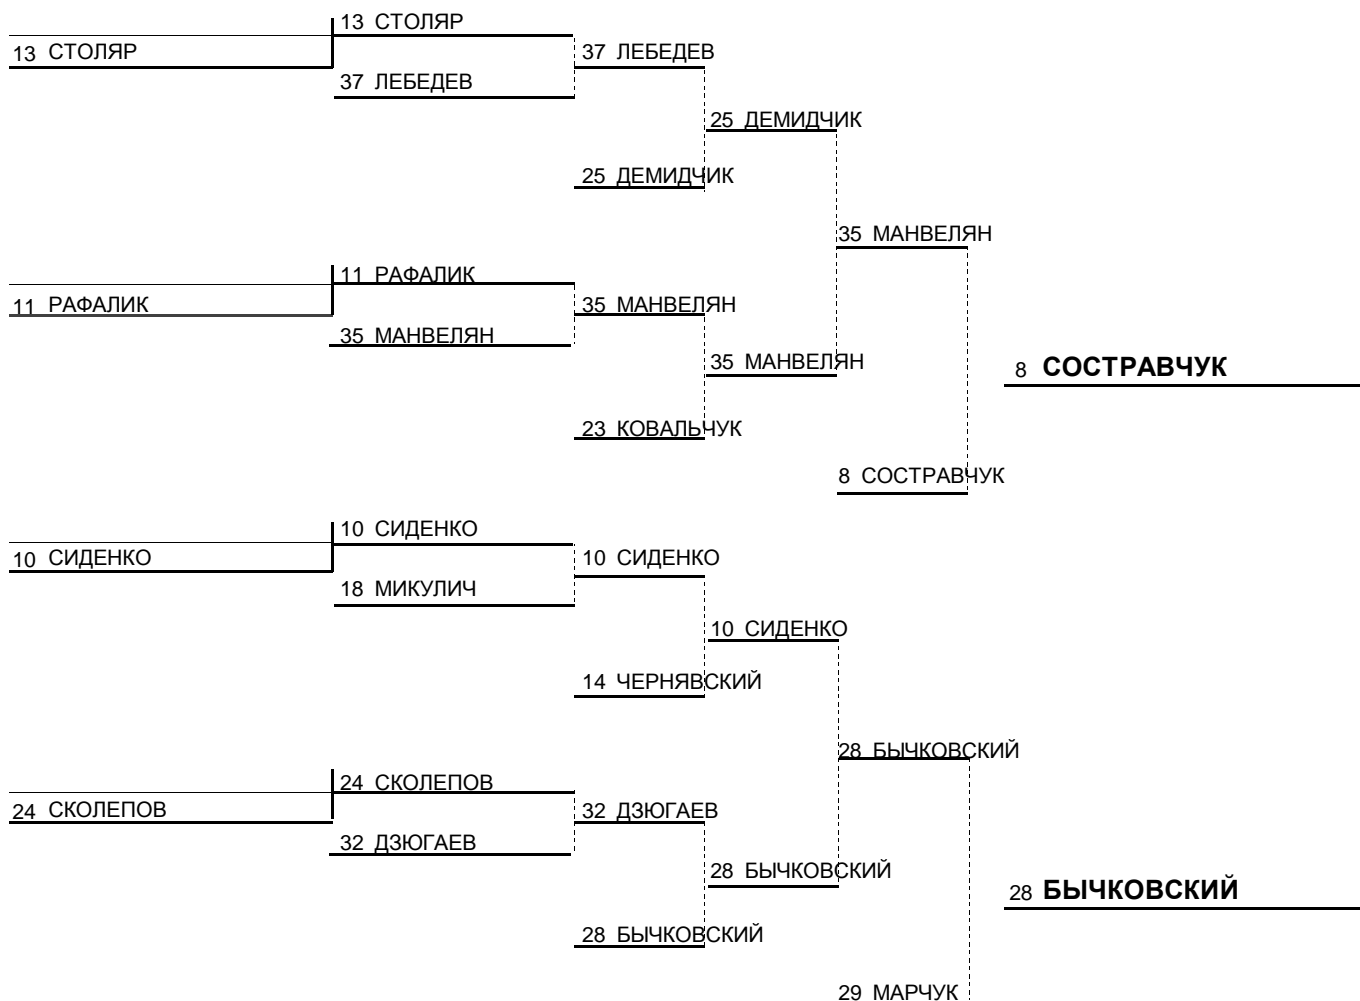 13 СТОЛЯР
13 СТОЛЯР
37 ЛЕБЕДЕВ
37 ЛЕБЕДЕВ
25 ДЕМИДЧИК
25 ДЕМИДЧИК
35 МАНВЕЛЯН
11 РАФАЛИК
11 РАФАЛИК
35 МАНВЕЛЯН
35 МАНВЕЛЯН
35 МАНВЕЛЯН
8 СОСТРАВЧУК
23 КОВАЛЬЧУК
8 СОСТРАВЧУК
10 СИДЕНКО
10 СИДЕНКО
10 СИДЕНКО
18 МИКУЛИЧ
10 СИДЕНКО
14 ЧЕРНЯВСКИЙ
28 БЫЧКОВСКИЙ
24 СКОЛЕПОВ
24 СКОЛЕПОВ
32 ДЗЮГАЕВ
32 ДЗЮГАЕВ
28 БЫЧКОВСКИЙ
28 БЫЧКОВСКИЙ
28 БЫЧКОВСКИЙ
29 МАРЧУК